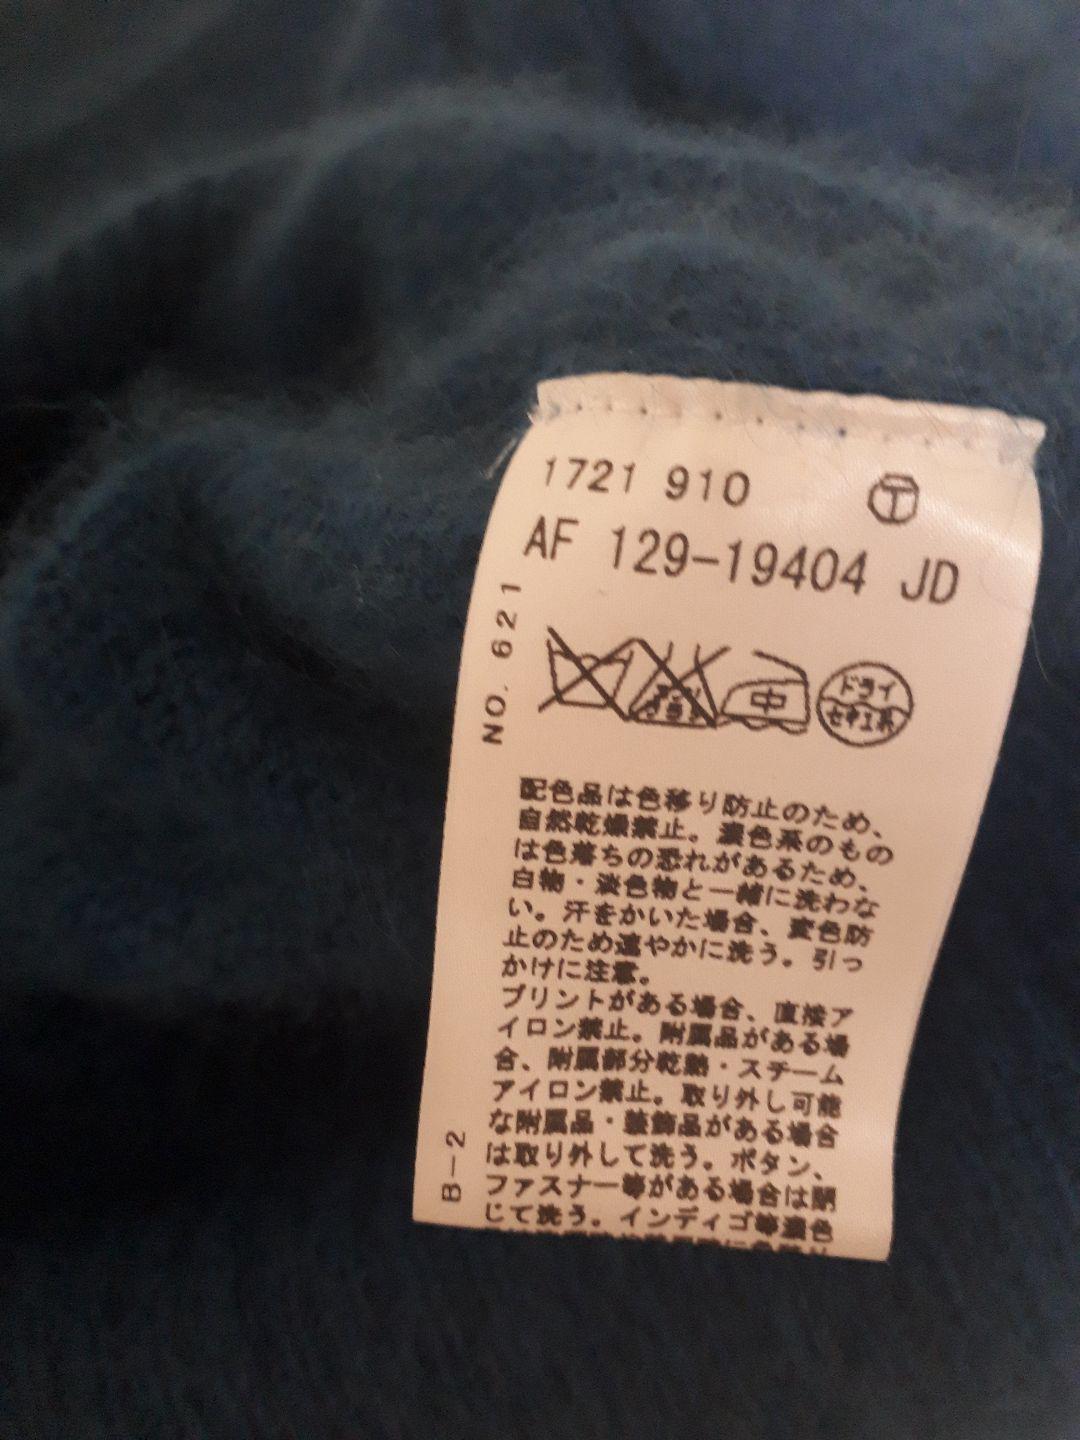 1721 910
AF 129-19404 JD
NO. 621
中
ドライ
セキユ系
配色品は色移り防止のため、
自然乾燥禁止。濃色系のもの
は色落ちの恐れがあるため、
白物・淡色物と一緒に洗わな
い。汗をかいた場合、変色防
止のため速やかに洗う。引っ
かけに注意。
プリントがある場合、直接ア
イロン禁止。附属品がある場
合、附属部分乾熱・スチーム
アイロン禁止。取り外し可能
な附属品・装飾品がある場合
は取り外して洗う。ボタン、
ファスナー等がある場合は閉
じて洗う。インディゴ等濃色
B-2